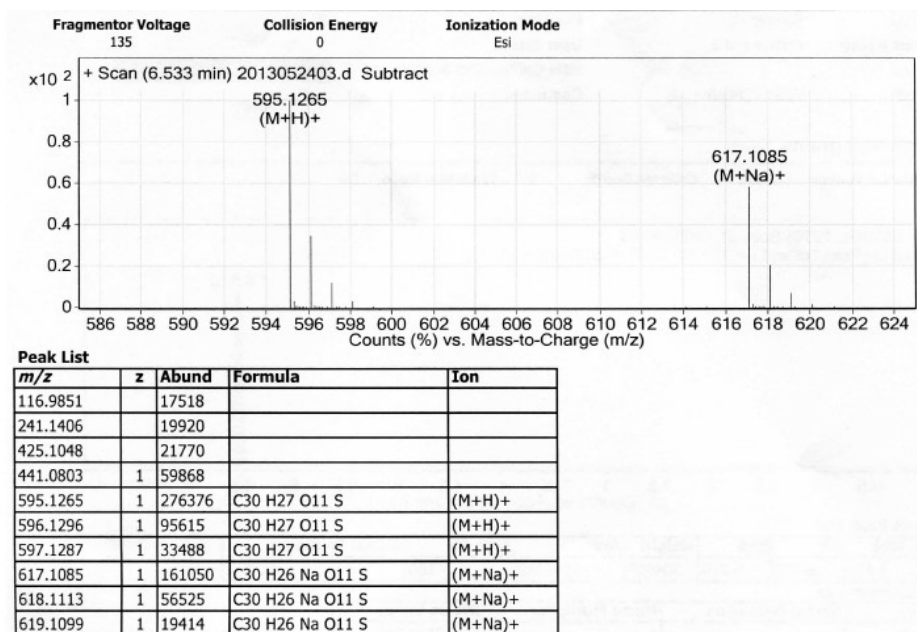 Fragmentor Voltage Collision Energy Ionization Mode
135 0 Esi
x10 2 + Scan (6.533 min) 2013052403.d Subtract
1
595.1265
(M+H)+
0.8
617.1085
(M+Na)+
0.6
0.4
0.2
0
586 588 590 592 594 596 598 600 602 604 606 608 610 612 614 616 618 620 622 624
Counts (%) vs. Mass-to-Charge (m/z)
Peak List
m/z z Abund Formula Ion
116.9851 17518
241.1406 19920
425.1048 21770
441.0803 1 59868
595.1265 1 276376 C30 H27 O11 S (M+H)+
596.1296 1 95615 C30 H27 O11 S (M+H)+
597.1287 1 33488 C30 H27 O11 S (M+H)+
617.1085 1 161050 C30 H26 Na O11 S (M+Na)+
618.1113 1 56525 C30 H26 Na O11 S (M+Na)+
619.1099 1 19414 C30 H26 Na O11 S (M+Na)+